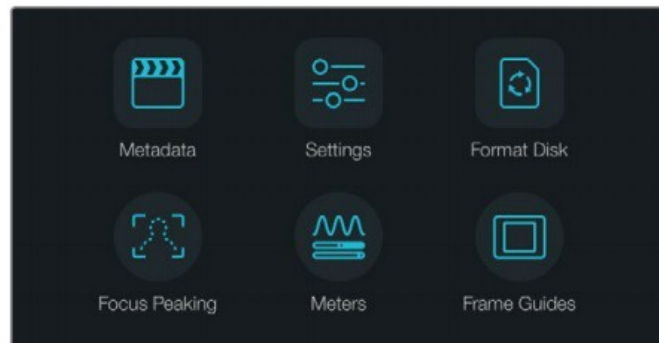 Metadata
Settings
Format Disk
Focus Peaking
Meters
Frame Guides